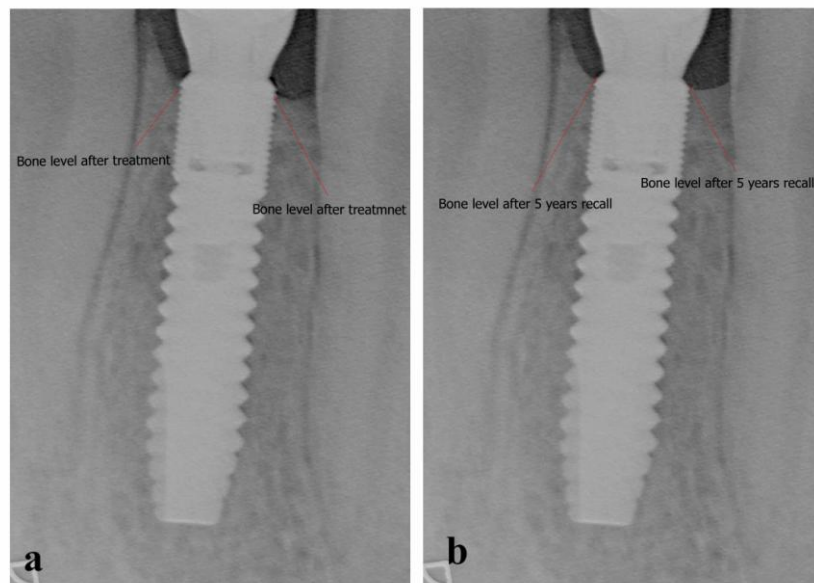 Bone level after treatment
Bone level after treatmnet
a
Bone level after 5 years recall
Bone level after 5 years recall
b